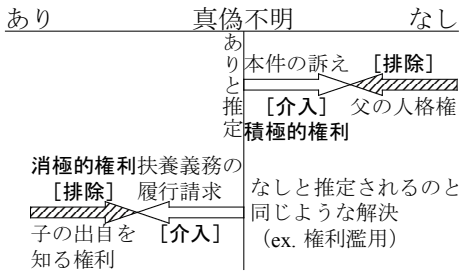 あり 真偽不明 なし
ありと推定
本件の訴え [排除]
[介入] 父の人格権
積極的権利
消極的権利 扶養義務の
[排除] 履行請求
子の出自を [介入]
知る権利
なしと推定されるのと
同じような解決
（ex. 権利濫用）